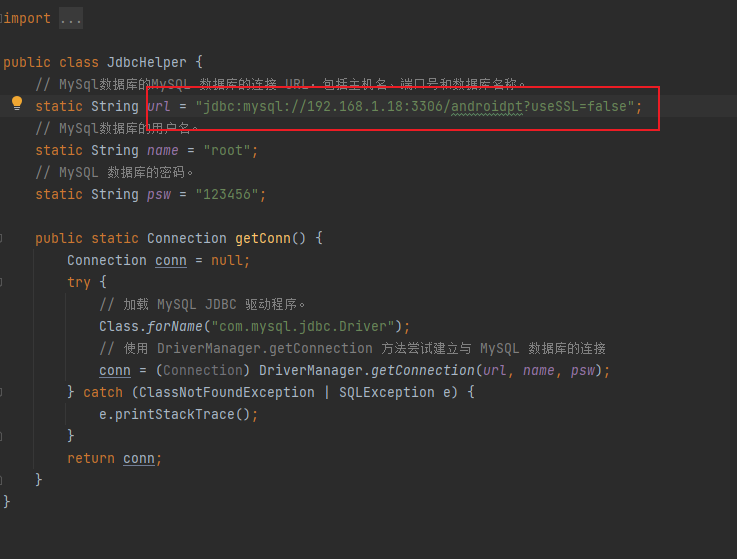 import ...
public class JdbcHelper {
// MySql数据库的MySQL 数据库的连接 URL，包括主机名、端口号和数据库名称。
static String url = "jdbc:mysql://192.168.1.18:3306/androidpt?useSSL=false";
// MySql数据库的用户名。
static String name = "root";
// MySQL 数据库的密码。
static String psw = "123456";
public static Connection getConn() {
Connection conn = null;
try {
// 加载 MySQL JDBC 驱动程序。
Class.forName("com.mysql.jdbc.Driver");
// 使用 DriverManager.getConnection 方法尝试建立与 MySQL 数据库的连接
conn = (Connection) DriverManager.getConnection(url, name, psw);
} catch (ClassNotFoundException | SQLException e) {
e.printStackTrace();
}
return conn;
}
}